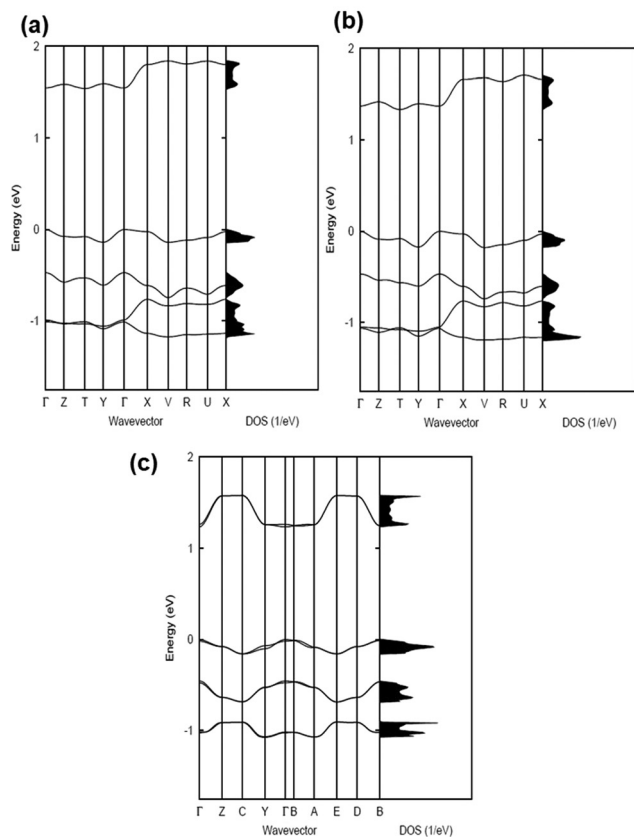 (a)
2
1
0
-1
Energy (eV)
Γ Z T Y Γ X V R U X
Wavevector DOS (1/eV)
(b)
2
1
0
-1
Energy (eV)
Γ Z T Y Γ X V R U X
Wavevector DOS (1/eV)
(c)
2
1
0
-1
Energy (eV)
Γ Z C Y Γ B A E D B
Wavevector DOS (1/eV)